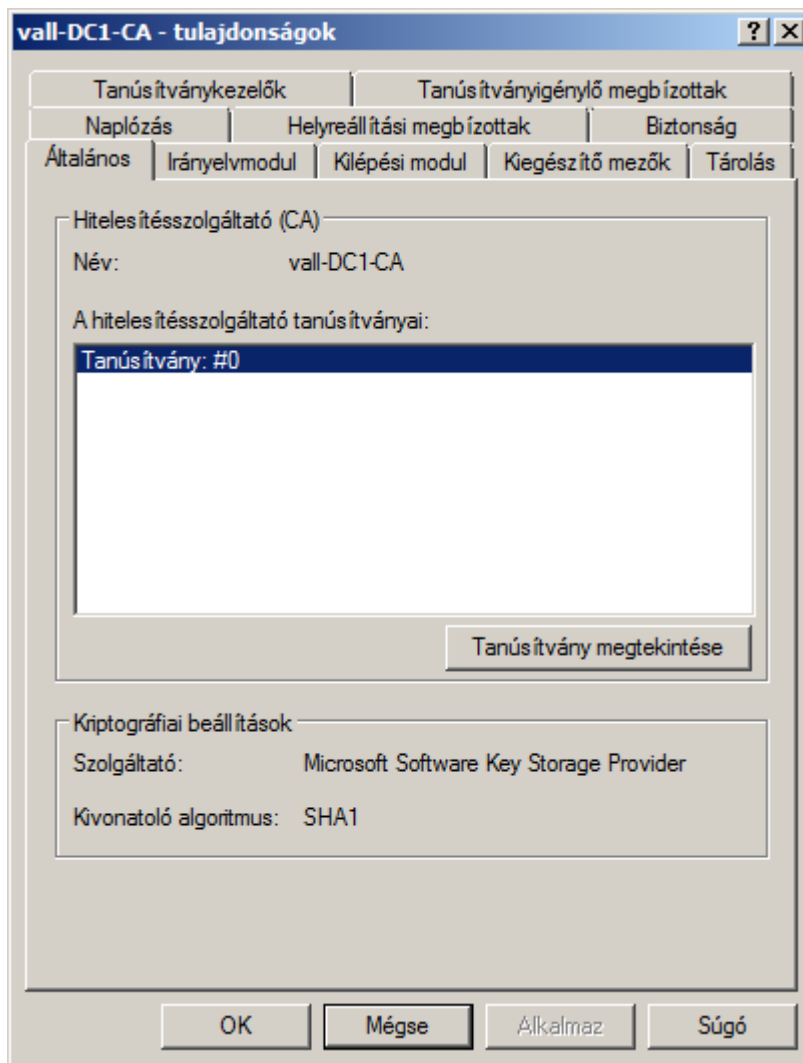 vall-DC1-CA - tulajdonságok
Tanúsítványkezelők Tanúsítványigénylő megbízottak
Naplózás Helyreállítási megbízottak Biztonság
Általános Irányelvmodul Kilépési modul Kiegészítő mezők Tárolás
Hitelesítésszolgáltató (CA)
Név: vall-DC1-CA
A hitelesítésszolgáltató tanúsítványai:
Tanúsítvány: #0
Tanúsítvány megtekintése
Kriptográfiai beállítások
Szolgáltató: Microsoft Software Key Storage Provider
Kivonatoló algoritmus: SHA1
OK Mégse Alkalmaz Súgó